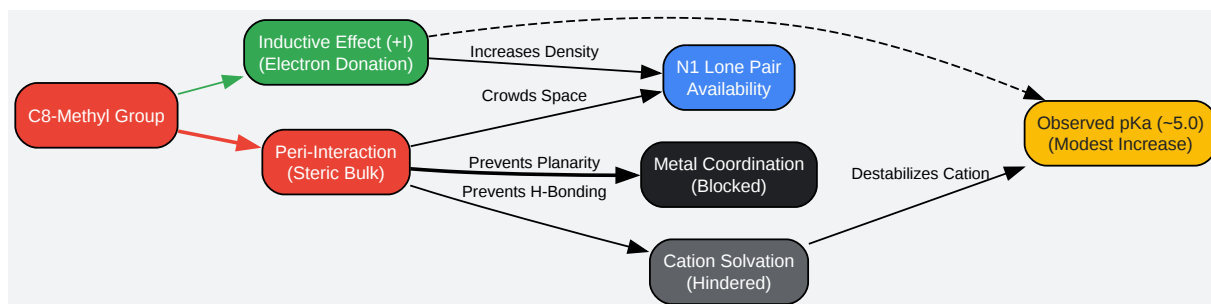 Inductive Effect (+I)
(Electron Donation)
Increases Density
N1 Lone Pair
Availability
C8-Methyl Group
Crowds Space
Observed pKa (~5.0)
(Modest Increase)
Peri-Interaction
(Steric Bulk)
Prevents Planarity
Metal Coordination
(Blocked)
Prevents H-Bonding
Destabilizes Cation
Cation Solvation
(Hindered)